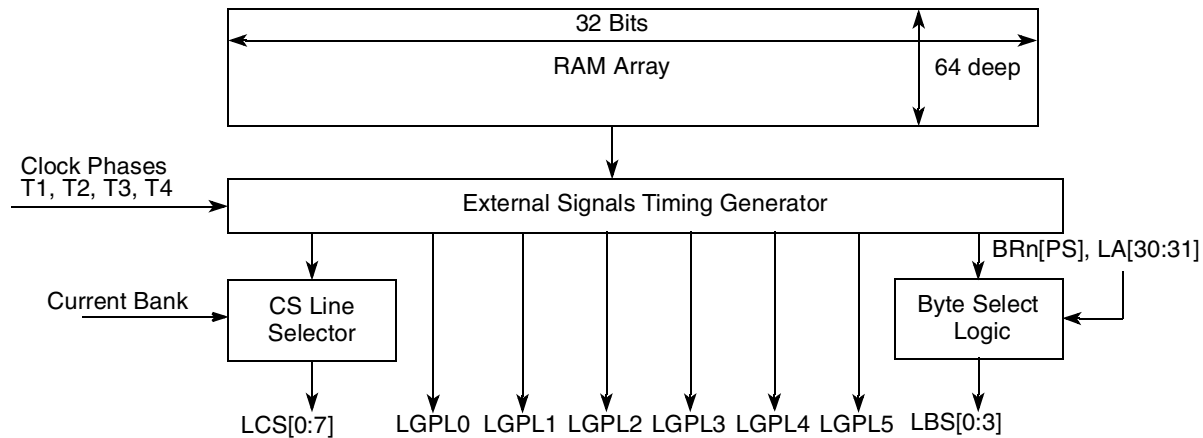 32 Bits
RAM Array
64 deep
Clock Phases
T1, T2, T3, T4
External Signals Timing Generator
BRn[PS], LA[30:31]
Current Bank
CS Line
Selector
Byte Select
Logic
LCS[0:7]
LGPL0
LGPL1
LGPL2
LGPL3
LGPL4
LGPL5
LBS[0:3]